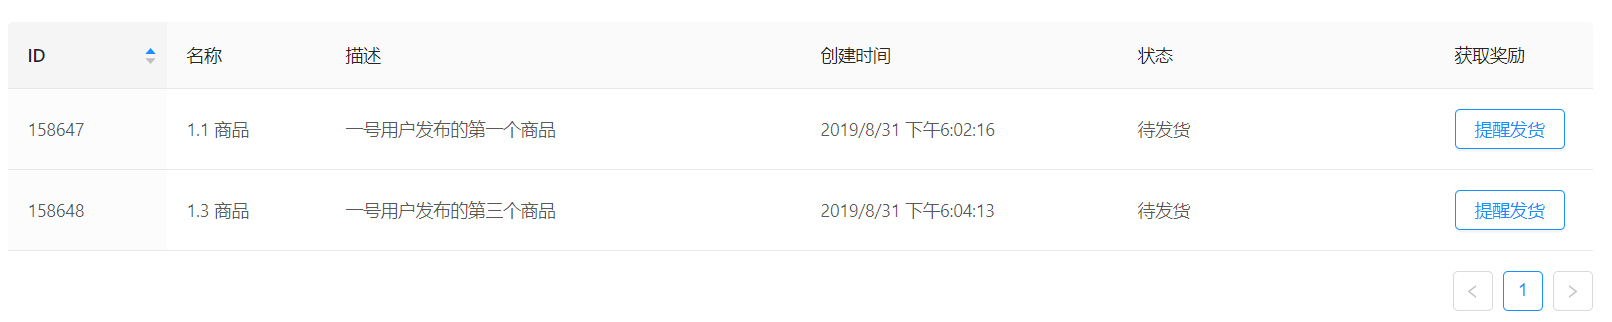 ID 名称 描述 创建时间 状态 获取奖励
158647 1.1 商品 一号用户发布的第一个商品 2019/8/31 下午6:02:16 待发货 提醒发货
158648 1.3 商品 一号用户发布的第三个商品 2019/8/31 下午6:04:13 待发货 提醒发货
1